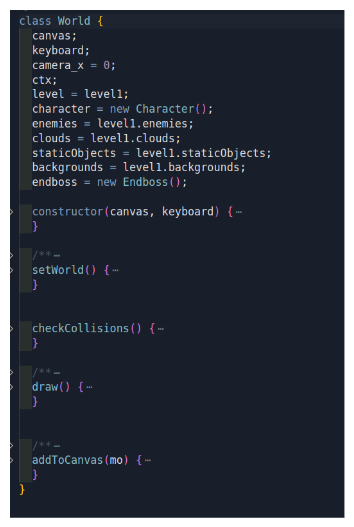 class World {
canvas;
keyboard;
camera_x = 0;
ctx;
level = level1;
character = new Character();
enemies = level1.enemies;
clouds = level1.clouds;
staticObjects = level1.staticObjects;
backgrounds = level1.backgrounds;
endboss = new Endboss();
constructor(canvas, keyboard) {⋯
}
/**⋯
setWorld() {⋯
}
checkCollisions() {⋯
}
/**⋯
draw() {⋯
}
/**⋯
addToCanvas(mo) {⋯
}
}